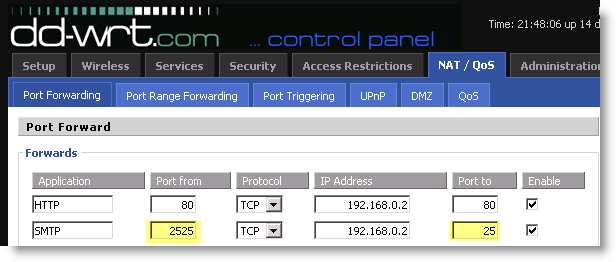 Time: 21:48:06 up 14 d
dd-wrt.com ... control panel
Setup Wireless Services Security Access Restrictions NAT / QoS Administration
Port Forwarding Port Range Forwarding Port Triggering UPnP DMZ QoS
Port Forward
Forwards
Application Port from Protocol IP Address Port to Enable
HTTP 80 TCP 192.168.0.2 80
SMTP 2525 TCP 192.168.0.2 25